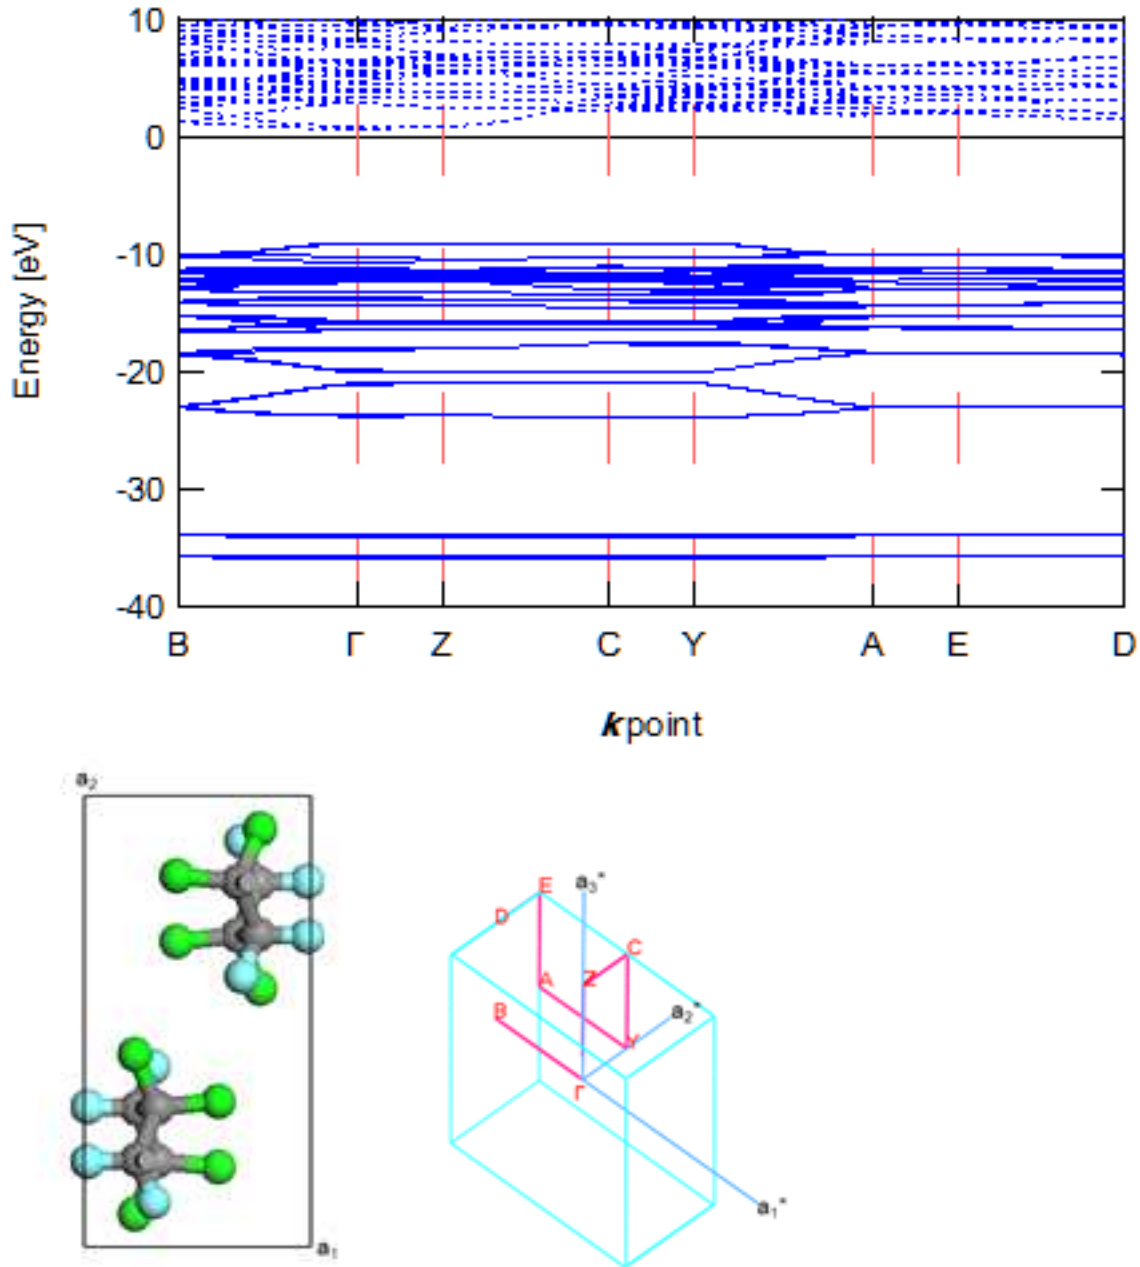 10
0
-10
-20
-30
-40
Energy [eV]
B Γ Z C Y A E D
k point
a2
a1
E
a3*
D
C
Z
A
B
a2*
Y
Γ
a1*